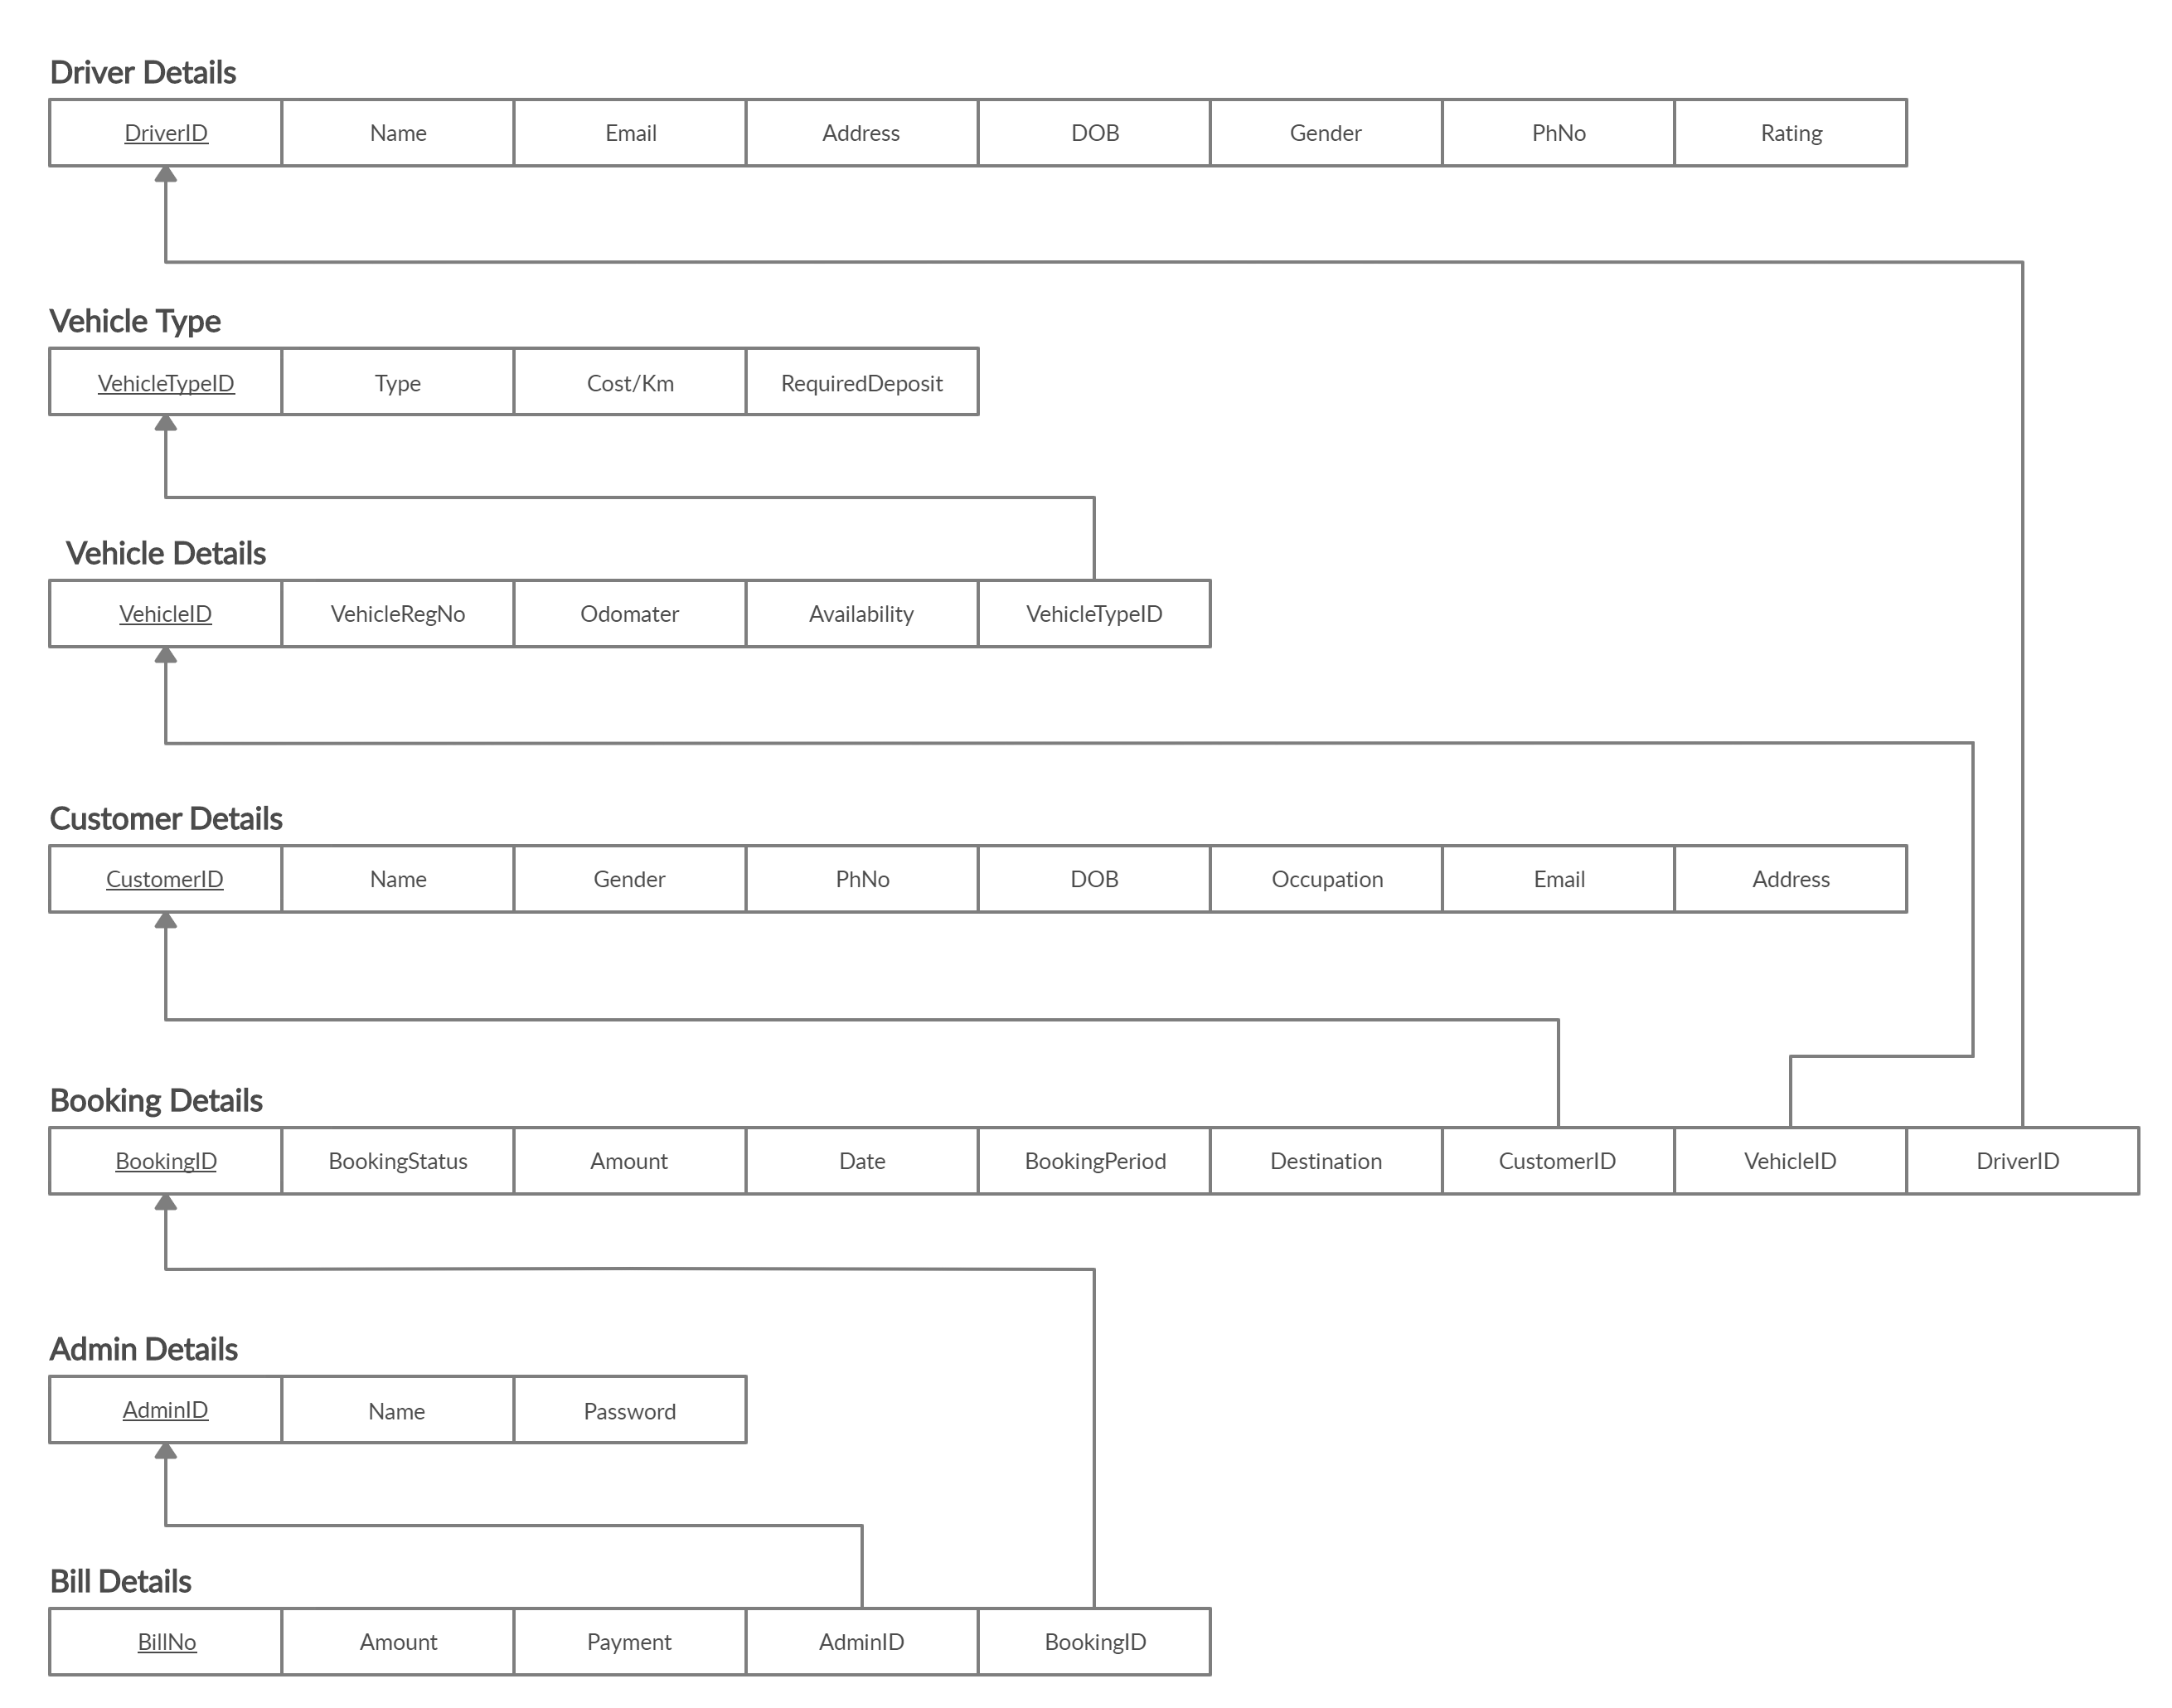 Driver Details
DriverID Name Email Address DOB Gender PhNo Rating
Vehicle Type
VehicleTypeID Type Cost/Km RequiredDeposit
Vehicle Details
VehicleID VehicleRegNo Odomater Availability VehicleTypeID
Customer Details
CustomerID Name Gender PhNo DOB Occupation Email Address
Booking Details
BookingID BookingStatus Amount Date BookingPeriod Destination CustomerID VehicleID DriverID
Admin Details
AdminID Name Password
Bill Details
BillNo Amount Payment AdminID BookingID